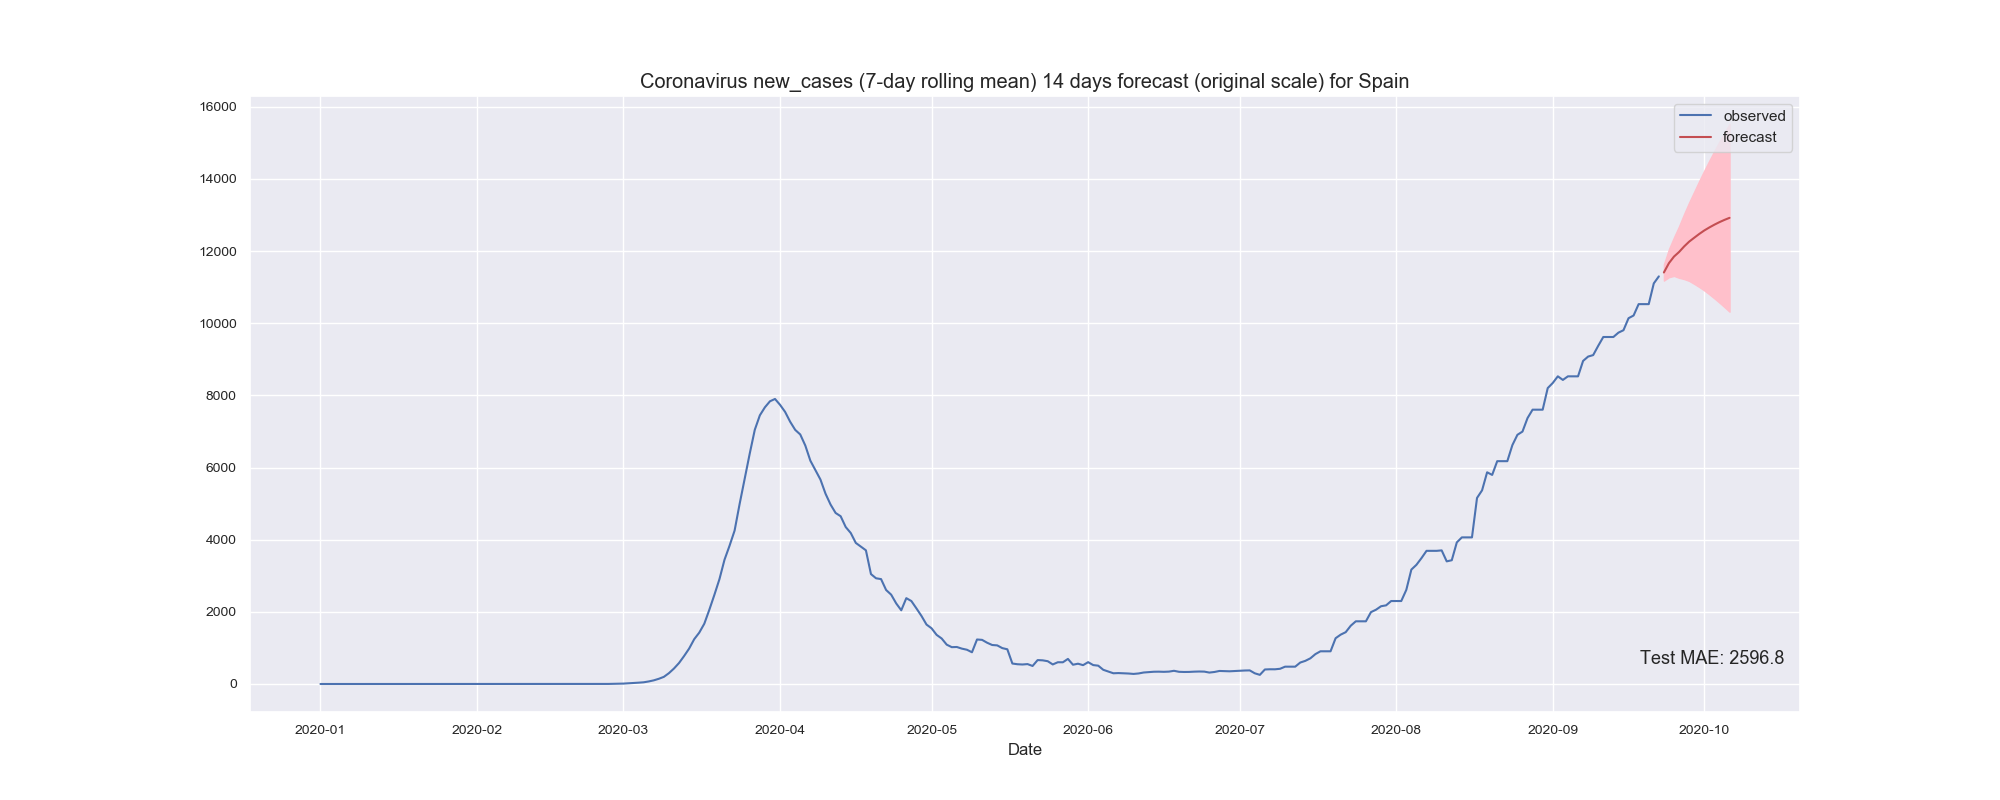 Coronavirus new_cases (7-day rolling mean) 14 days forecast (original scale) for Spain
16000
14000
12000
10000
8000
6000
4000
2000
0
observed
forecast
Test MAE: 2596.8
2020-01 2020-02 2020-03 2020-04 2020-05 2020-06 2020-07 2020-08 2020-09 2020-10
Date